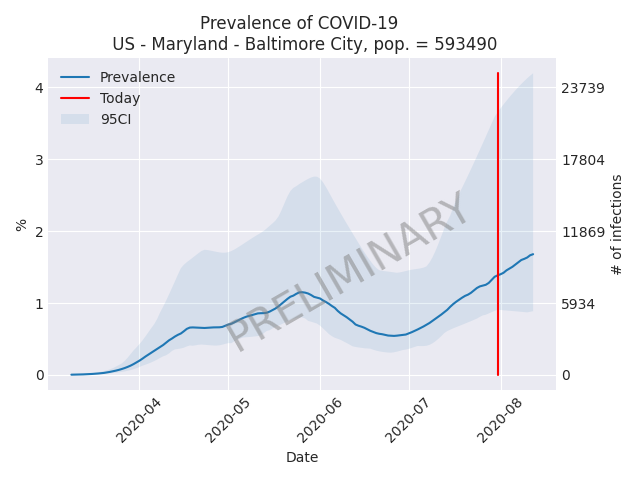 Prevalence of COVID-19
US - Maryland - Baltimore City, pop. = 593490
Prevalence
Today
95CI
4
3
2
1
0
%
23739
17804
11869
5934
0
# of infections
PRELIMINARY
2020-04
2020-05
2020-06
2020-07
2020-08
Date